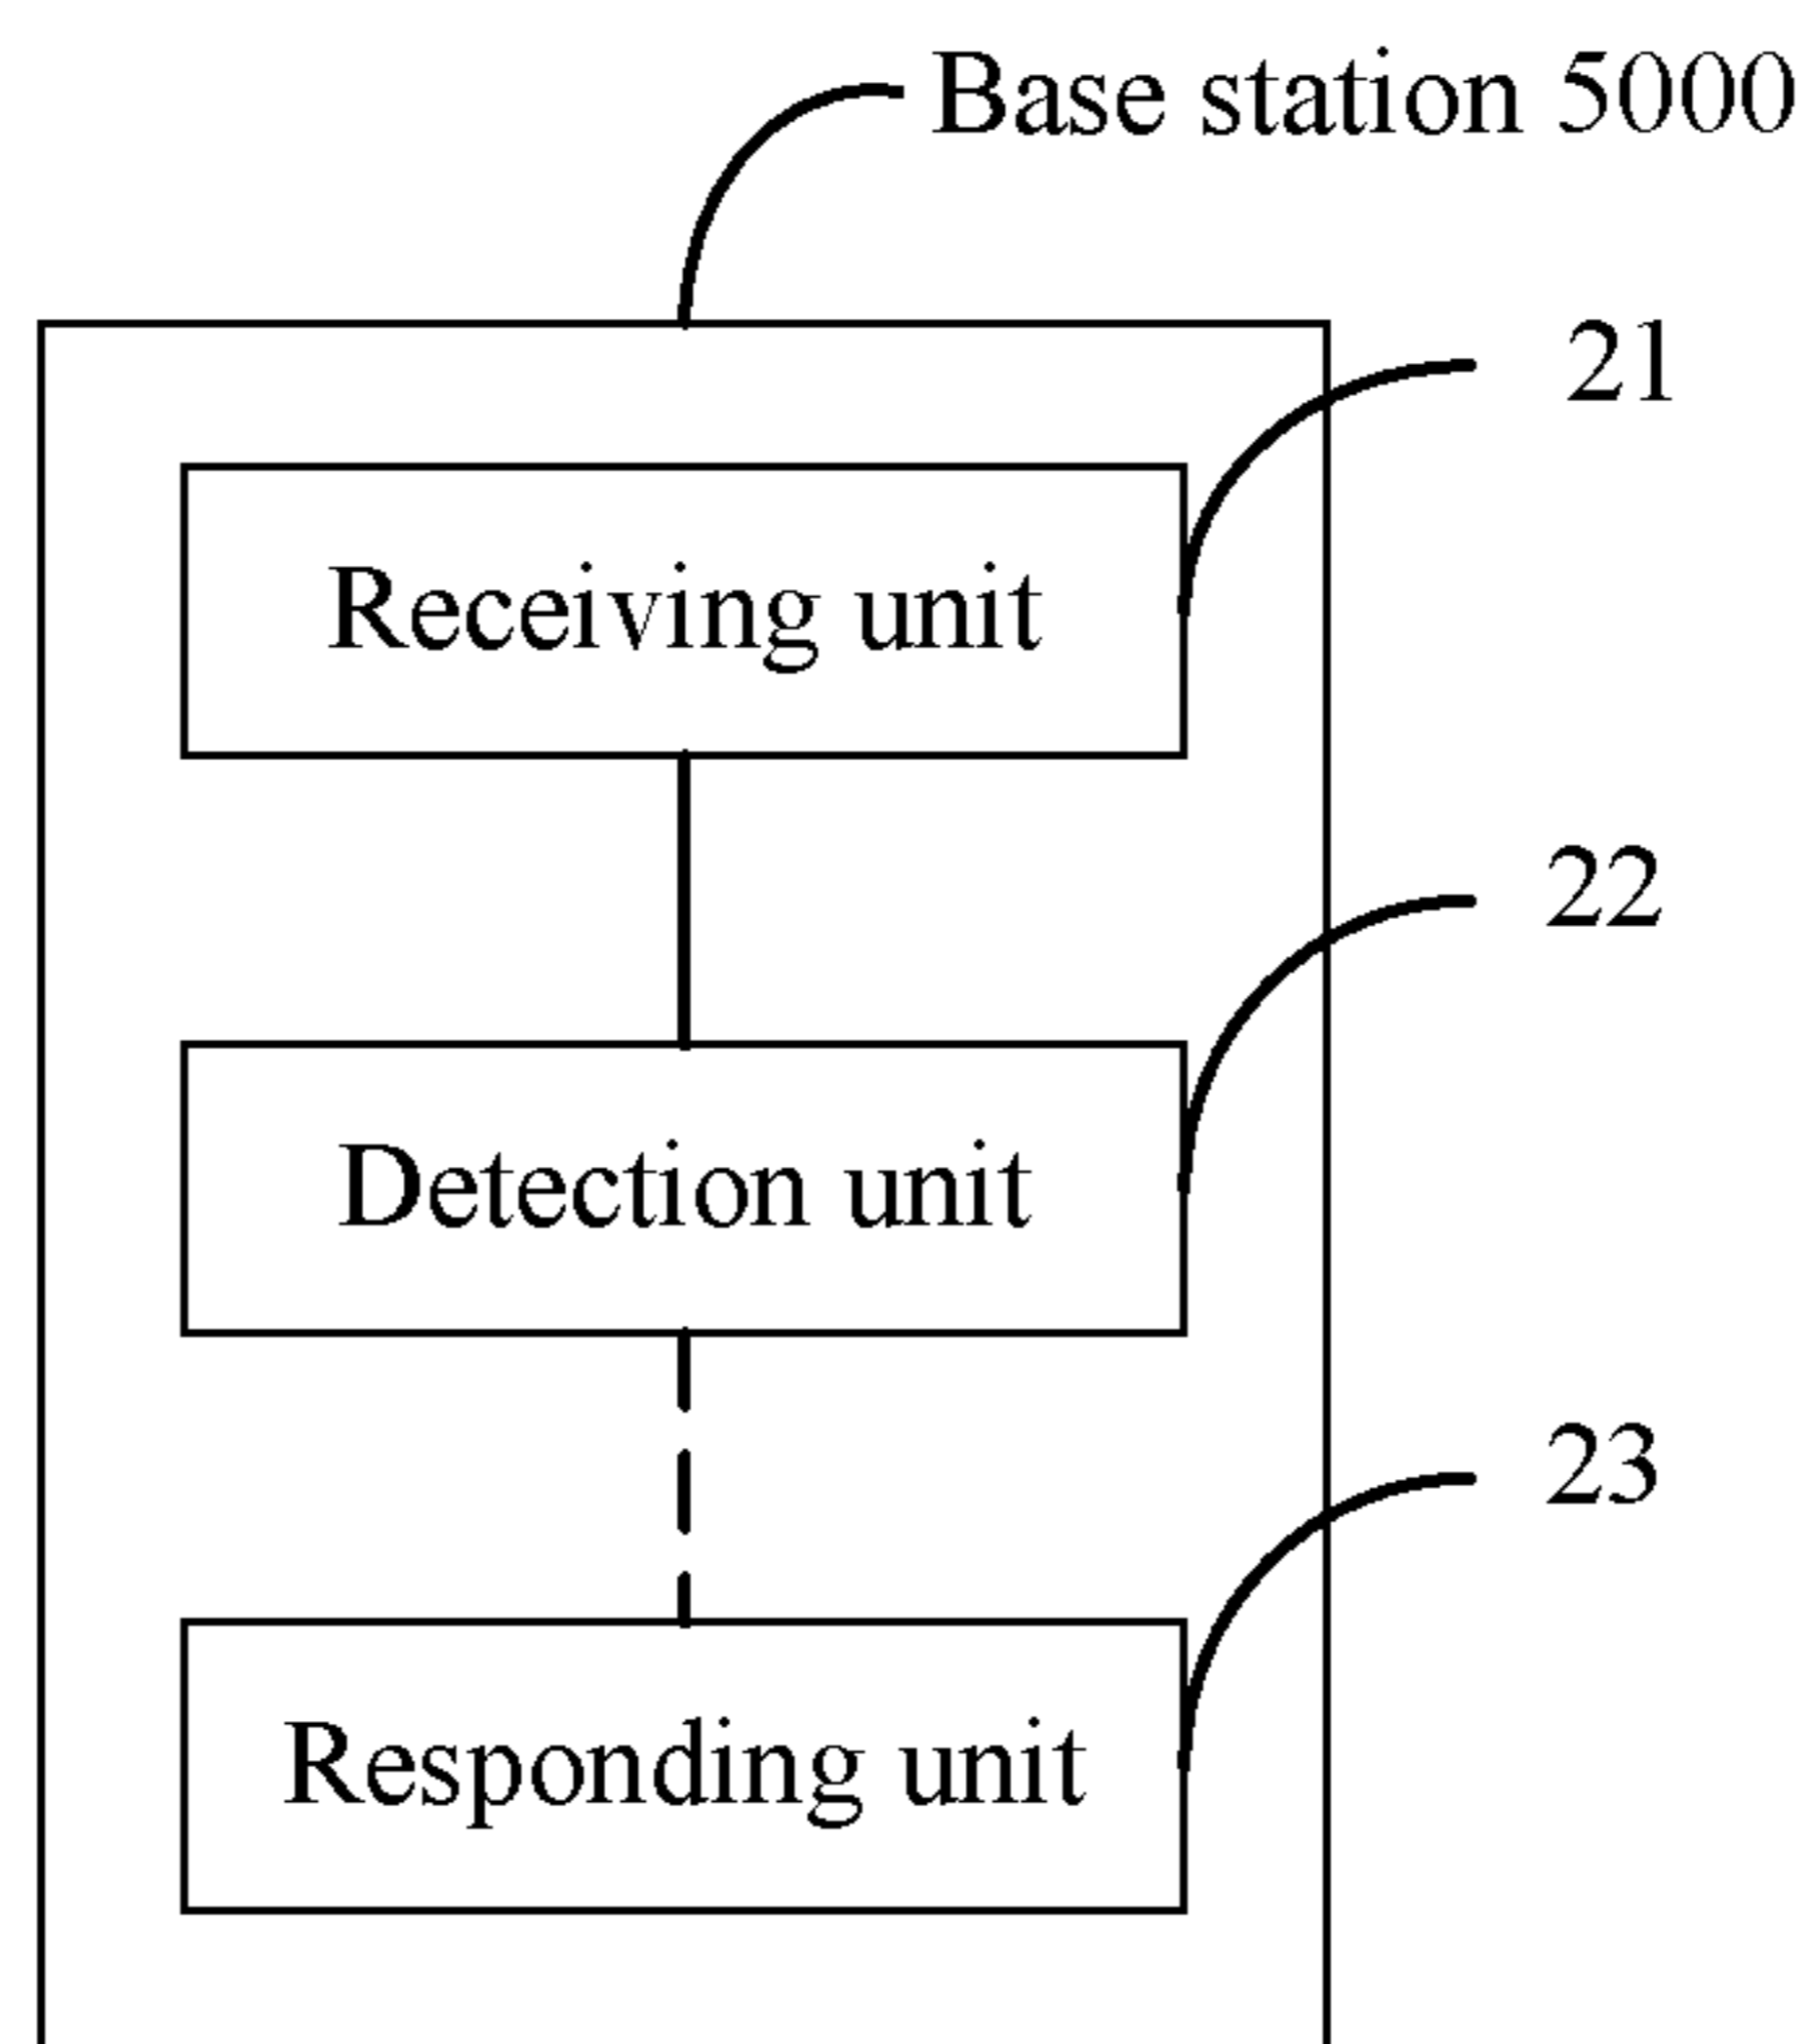 Base station 5000
21
Receiving unit
22
Detection unit
23
Responding unit